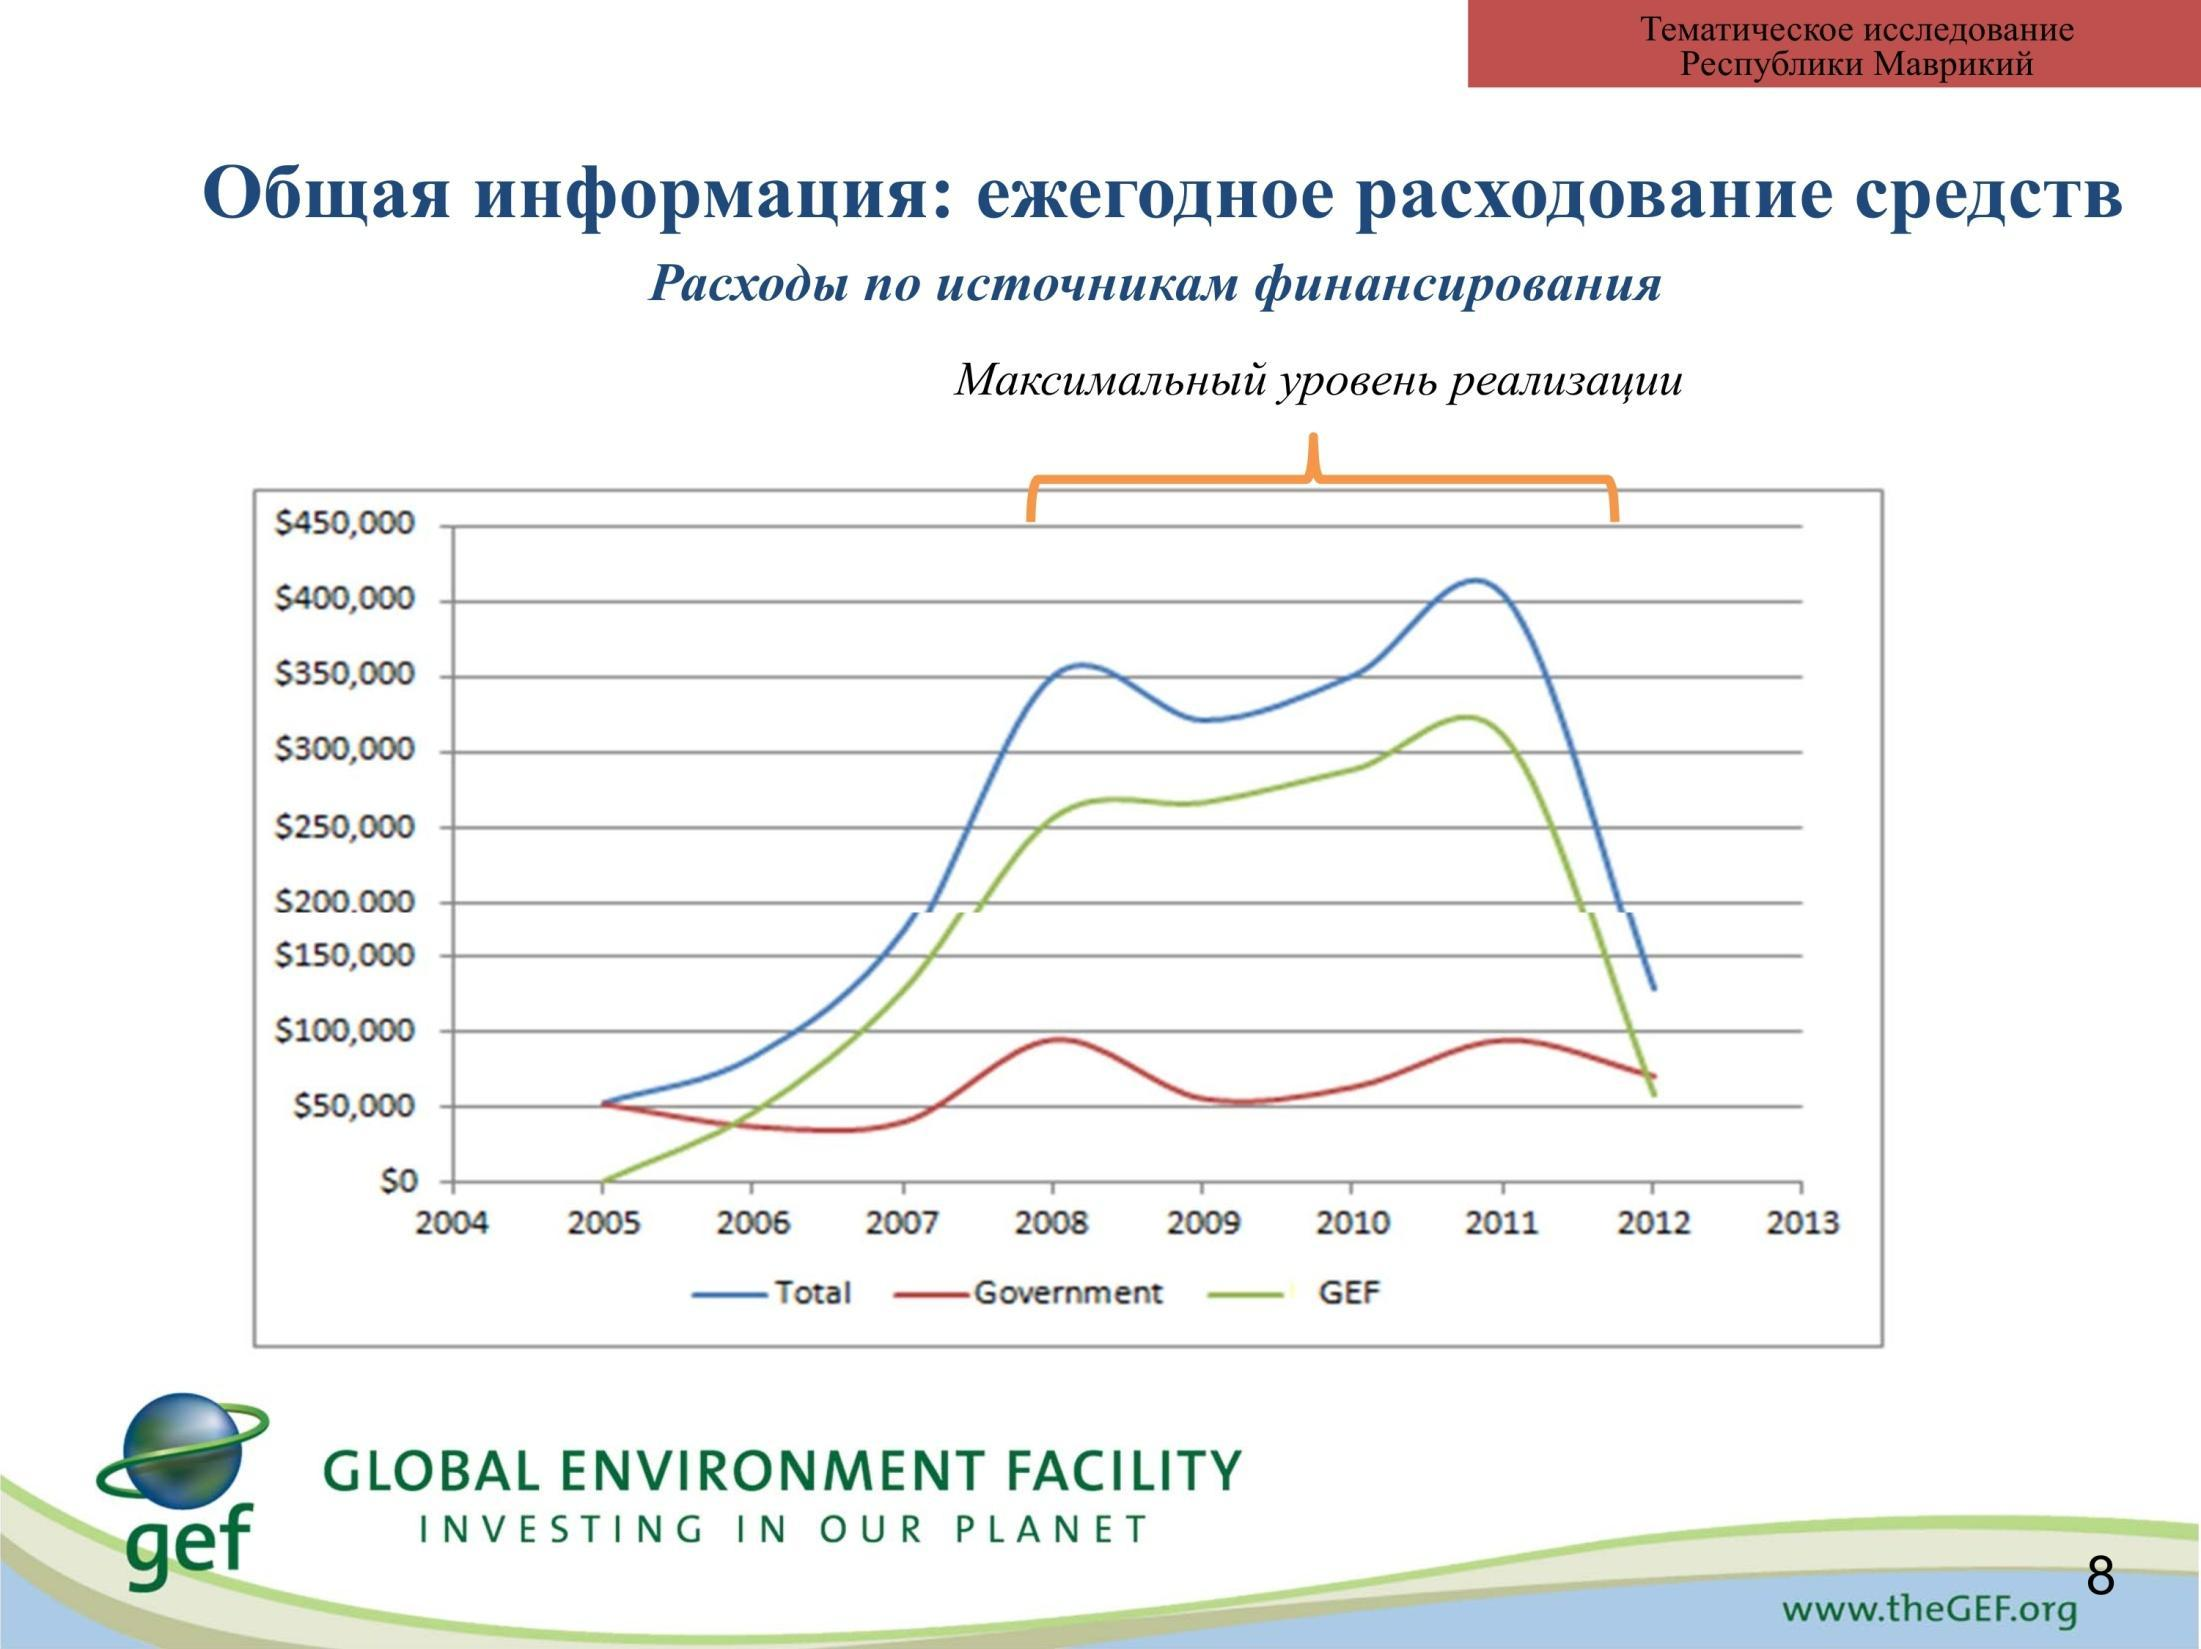 Тематическое исследование
Республики Маврикий
Общая информация: ежегодное расходование средств
Расходы по источникам финансирования
Максимальный уровень реализации
$450,000
$400,000
$350,000
$300,000
$250,000
$200.000
$150,000
$100,000
$50,000
$0
2004 2005 2006 2007 2008 2009 2010 2011 2012 2013
Total Government GEF
gef
GLOBAL ENVIRONMENT FACILITY
INVESTING IN OUR PLANET
8
www.theGEF.org